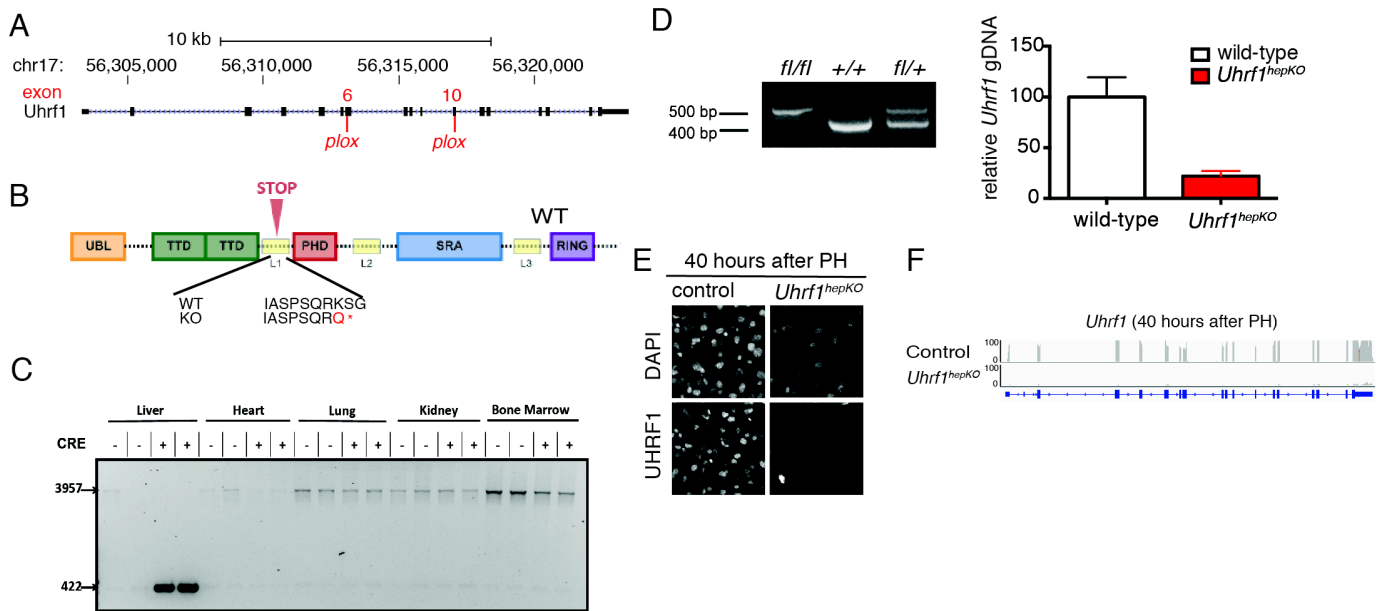 A
10 kb
chr17: 56,305,000 56,310,000 56,315,000 56,320,000
exon 6 10
Uhrf1
plox plox
B
STOP
WT
UBL TTD TTD PHD SRA RING
L1 L2 L3
WT IASPSQRKSG
KO IASPSQRQ*
C
Liver Heart Lung Kidney Bone Marrow
CRE - - + + - - + + - - + + - - + + - - + +
3957
422
D
fl/fl +/+ fl/+
500 bp
400 bp
relative Uhrf1 gDNA
150
100
50
0
wild-type
Uhrf1hepKO
wild-type Uhrf1hepKO
E
40 hours after PH
control Uhrf1hepKO
DAPI
UHRF1
F
Uhrf1 (40 hours after PH)
Control 100
0
Uhrf1hepKO 100
0